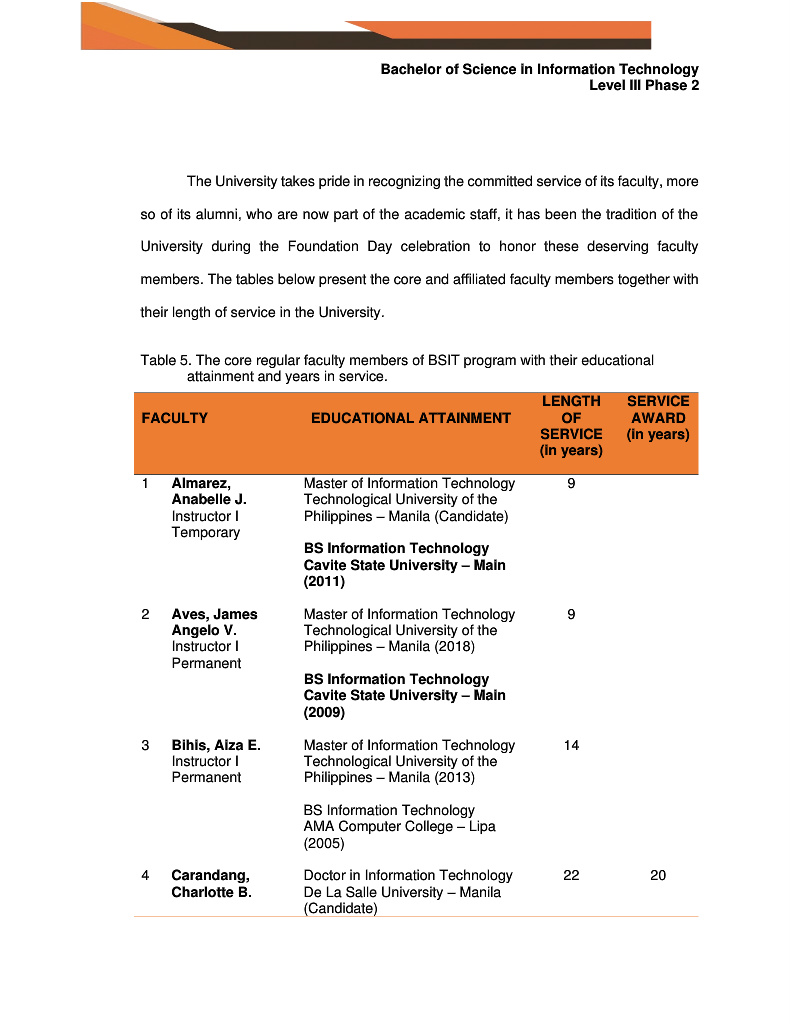 Bachelor of Science in Information Technology
Level III Phase 2
The University takes pride in recognizing the committed service of its faculty, more
so of its alumni, who are now part of the academic staff, it has been the tradition of the
University during the Foundation Day celebration to honor these deserving faculty
members. The tables below present the core and affiliated faculty members together with
their length of service in the University.
Table 5. The core regular faculty members of BSIT program with their educational
attainment and years in service.
FACULTY
EDUCATIONAL ATTAINMENT
LENGTH
OF
SERVICE
(in years)
SERVICE
AWARD
(in years)
1 Almarez, Master of Information Technology 9
Anabelle J. Technological University of the
Instructor I Philippines – Manila (Candidate)
Temporary
BS Information Technology
Cavite State University – Main
(2011)
2 Aves, James Master of Information Technology 9
Angelo V. Technological University of the
Instructor I Philippines – Manila (2018)
Permanent
BS Information Technology
Cavite State University – Main
(2009)
3 Bihis, Aiza E. Master of Information Technology 14
Instructor I Technological University of the
Permanent Philippines – Manila (2013)
BS Information Technology
AMA Computer College – Lipa
(2005)
4 Carandang, Doctor in Information Technology 22 20
Charlotte B. De La Salle University – Manila
(Candidate)